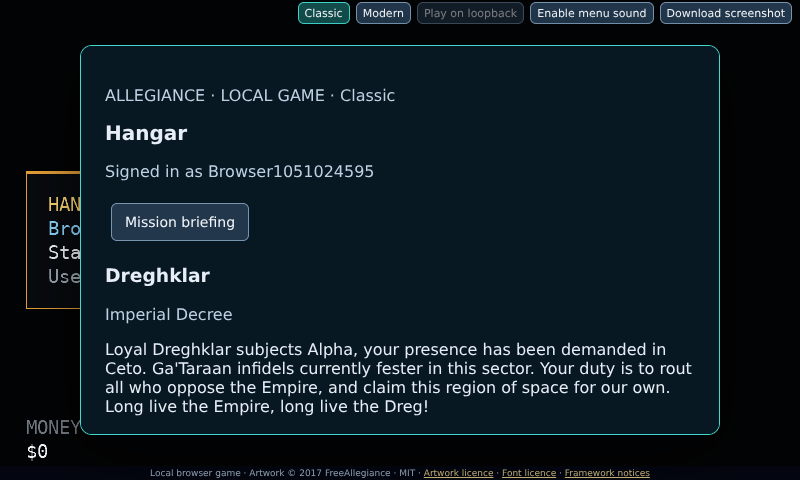 Classic Modern Play on loopback Enable menu sound Download screenshot
ALLEGIANCE · LOCAL GAME · Classic
Hangar
Signed in as Browser1051024595
Mission briefing
Dreghklar
Imperial Decree
Loyal Dreghklar subjects Alpha, your presence has been demanded in
Ceto. Ga'Taraan infidels currently fester in this sector. Your duty is to rout
all who oppose the Empire, and claim this region of space for our own.
Long live the Empire, long live the Dreg!
HAN
Bro
Sta
Use
MONEY
$0
Local browser game · Artwork © 2017 FreeAllegiance · MIT · Artwork licence · Font licence · Framework notices